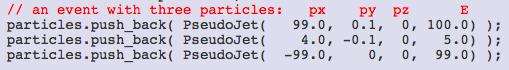 // an event with three particles:   px    py  pz      E
particles.push_back( PseudoJet(   99.0,  0.1,  0, 100.0) );
particles.push_back( PseudoJet(    4.0, -0.1,  0,   5.0) );
particles.push_back( PseudoJet(  -99.0,    0,  0,  99.0) );